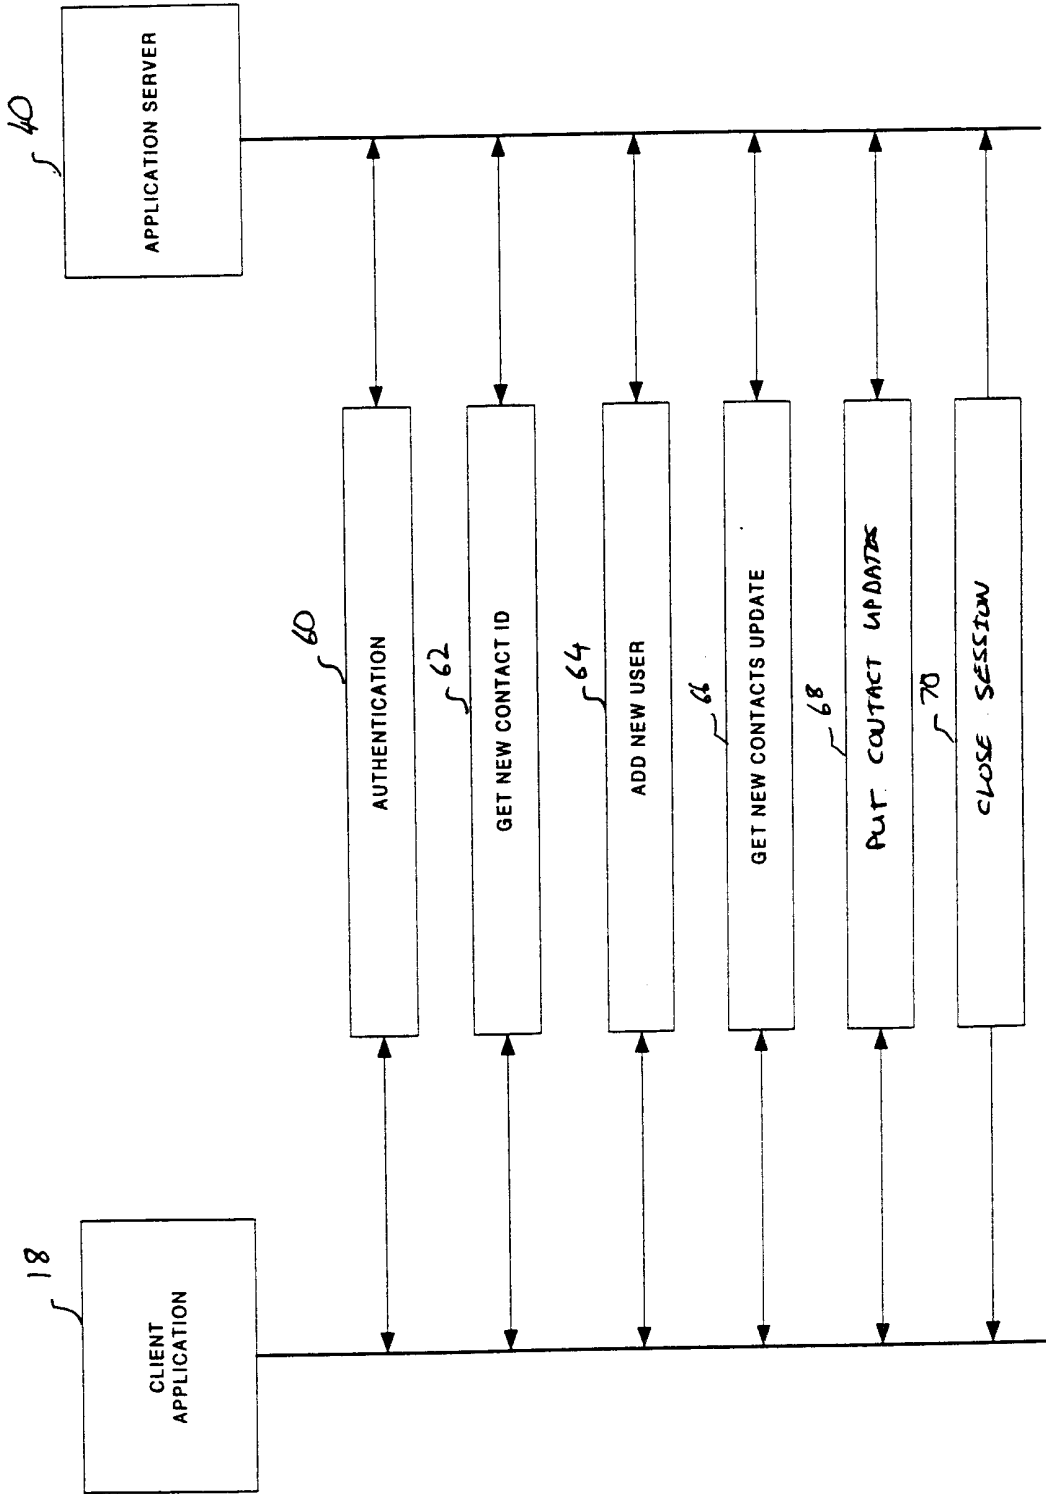 18
CLIENT
APPLICATION
40
APPLICATION SERVER
60
AUTHENTICATION
62
GET NEW CONTACT ID
64
ADD NEW USER
66
GET NEW CONTACTS UPDATE
68
PUT CONTACT UPDATES
70
CLOSE SESSION